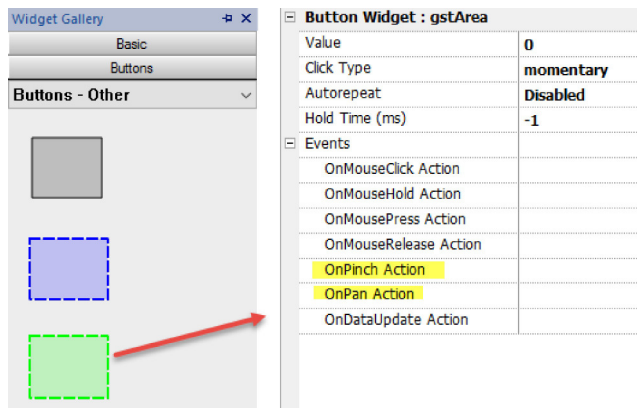 Widget Gallery
Basic
Buttons
Buttons - Other
Button Widget : gstArea
Value 0
Click Type momentary
Autorepeat Disabled
Hold Time (ms) -1
Events
OnMouseClick Action
OnMouseHold Action
OnMousePress Action
OnMouseRelease Action
OnPinch Action
OnPan Action
OnDataUpdate Action